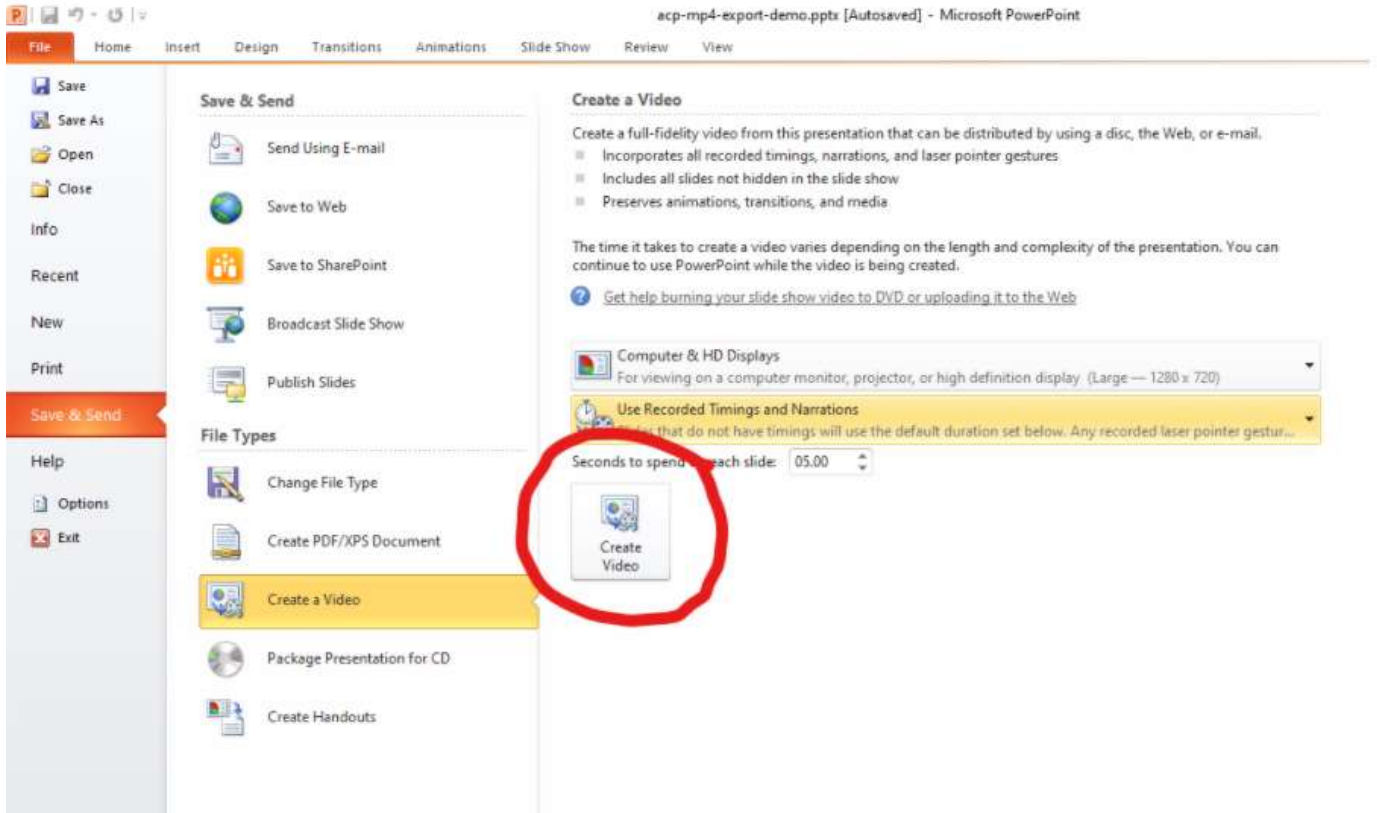 acp-mp4-export-demo.pptx [Autosaved] - Microsoft PowerPoint
File Home Insert Design Transitions Animations Slide Show Review View
Save
Save As
Open
Close
Info
Recent
New
Print
Save & Send
Help
Options
Exit
Save & Send
Send Using E-mail
Save to Web
Save to SharePoint
Broadcast Slide Show
Publish Slides
File Types
Change File Type
Create PDF/XPS Document
Create a Video
Package Presentation for CD
Create Handouts
Create a Video
Create a full-fidelity video from this presentation that can be distributed by using a disc, the Web, or e-mail.
Incorporates all recorded timings, narrations, and laser pointer gestures
Includes all slides not hidden in the slide show
Preserves animations, transitions, and media
The time it takes to create a video varies depending on the length and complexity of the presentation. You can
continue to use PowerPoint while the video is being created.
Get help burning your slide show video to DVD or uploading it to the Web
Computer & HD Displays
For viewing on a computer monitor, projector, or high definition display (Large — 1280 x 720)
Use Recorded Timings and Narrations
that do not have timings will use the default duration set below. Any recorded laser pointer gestur...
Seconds to spend each slide: 05.00
Create
Video